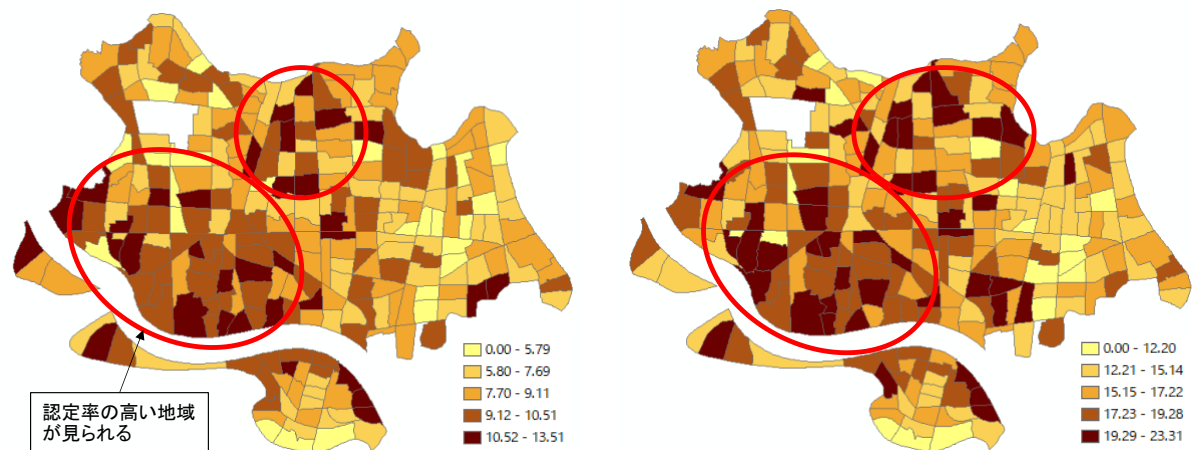 0.00 - 5.79
5.80 - 7.69
7.70 - 9.11
9.12 - 10.51
10.52 - 13.51
認定率の高い地域
が見られる
0.00 - 12.20
12.21 - 15.14
15.15 - 17.22
17.23 - 19.28
19.29 - 23.31